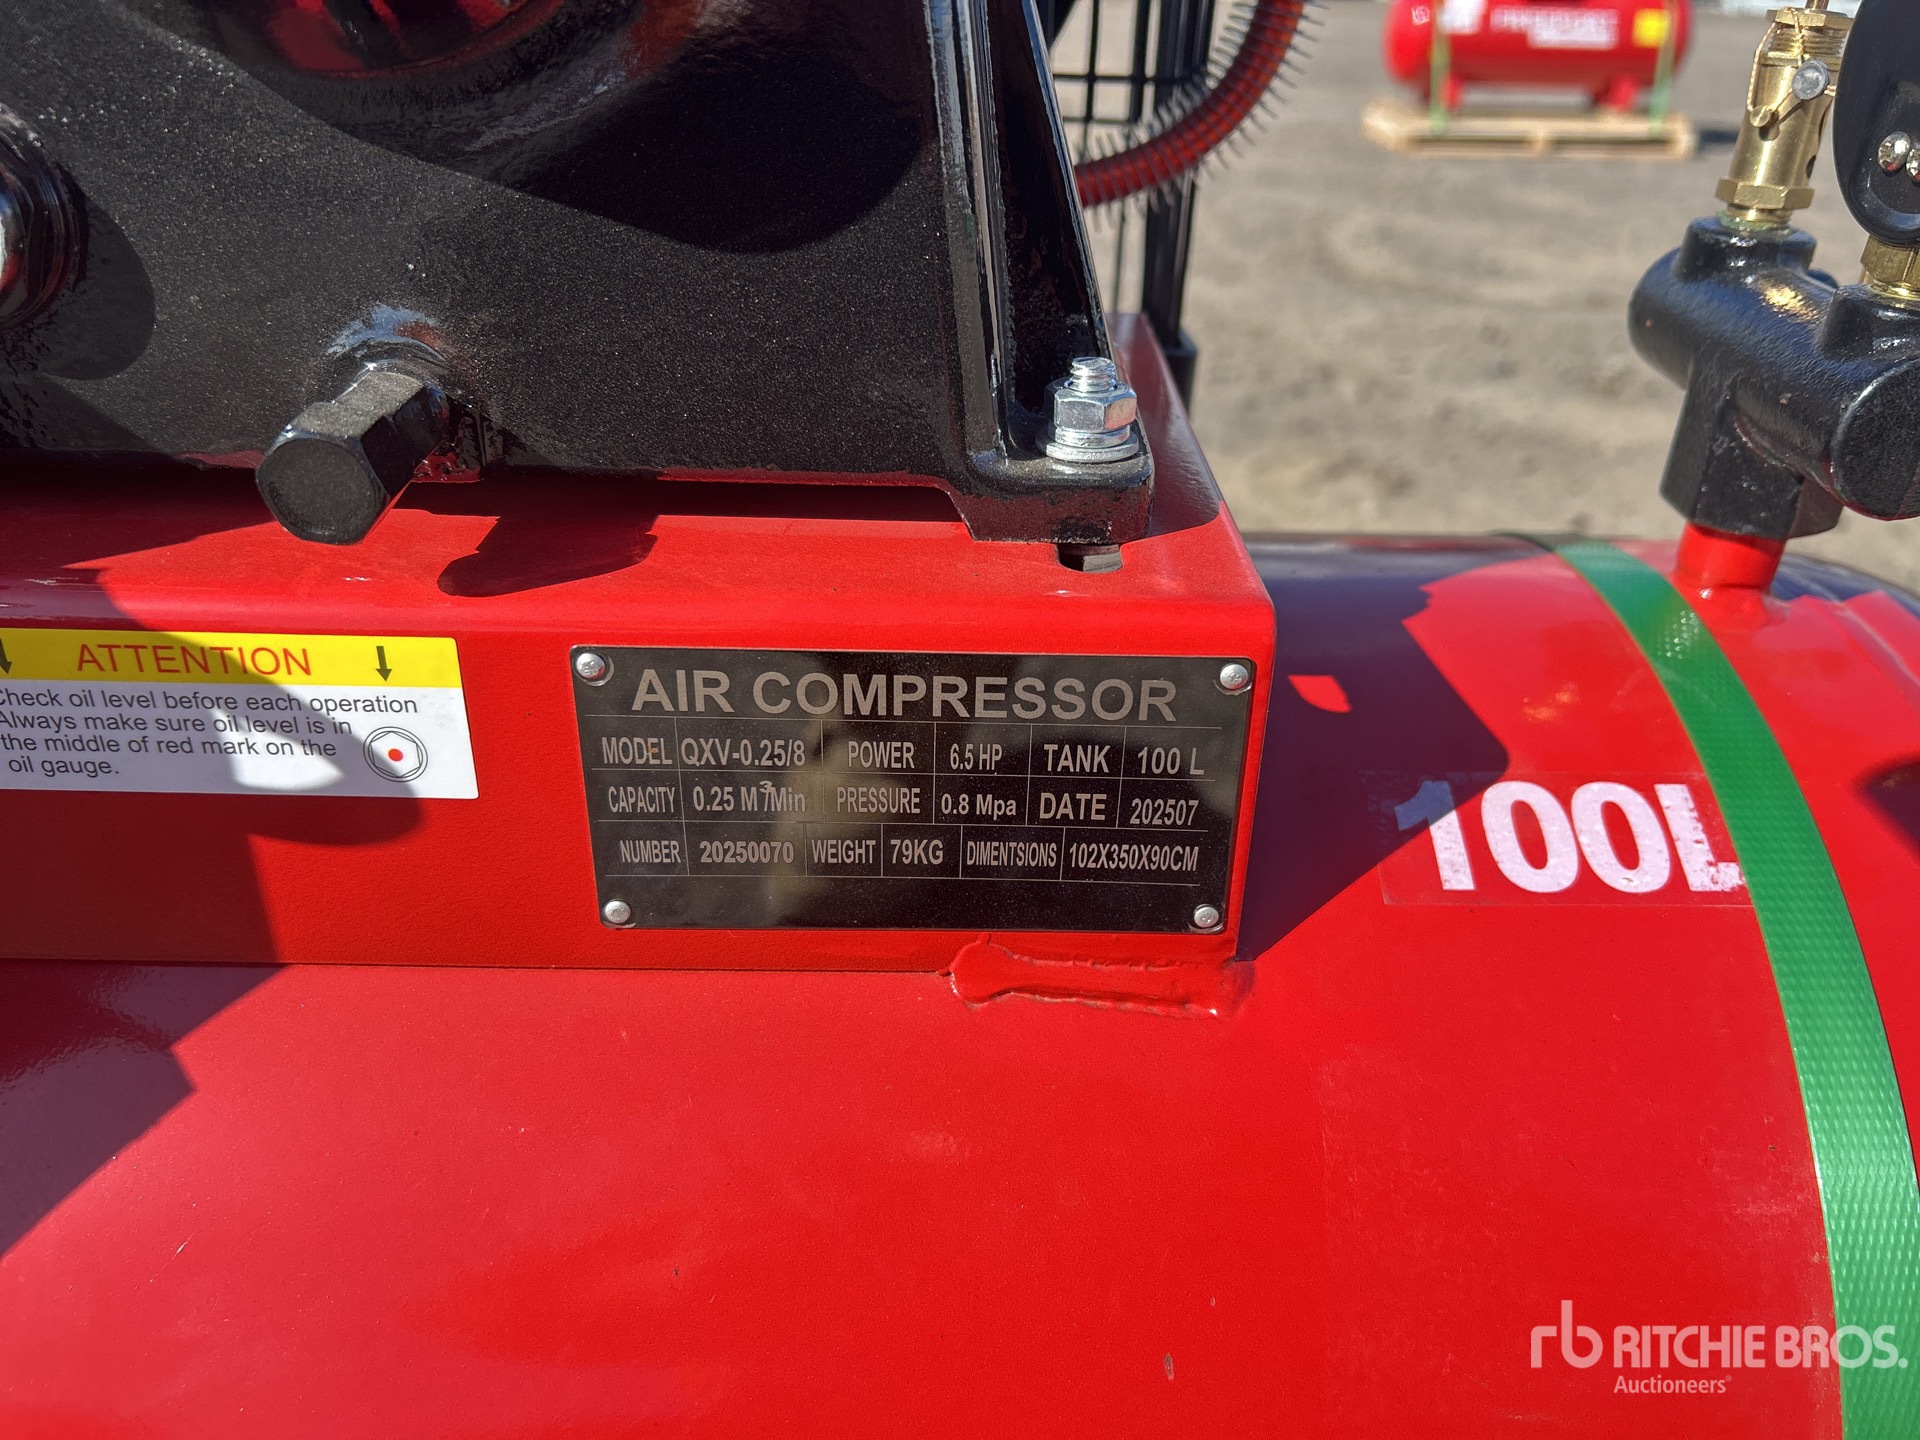 ATTENTION
Check oil level before each operation
Always make sure oil level is in
the middle of red mark on the
oil gauge.
AIR COMPRESSOR
MODEL QXV-0.25/8 POWER 6.5 HP TANK 100 L
CAPACITY 0.25 M³/Min PRESSURE 0.8 Mpa DATE 202507
NUMBER 20250070 WEIGHT 79KG DIMENTSIONS 102X350X90CM
100L
rb RITCHIE BROS.
Auctioneers